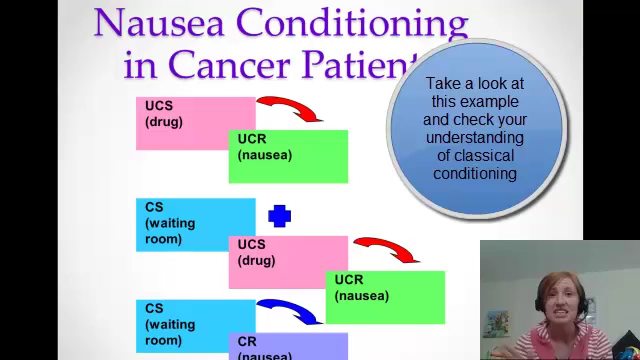 Nausea Conditioning
in Cancer Patient
Take a look at
this example
and check your
understanding
of classical
conditioning
UCS
(drug)
UCR
(nausea)
CS
(waiting
room)
UCS
(drug)
UCR
(nausea)
CS
(waiting
room)
CR
(nausea)